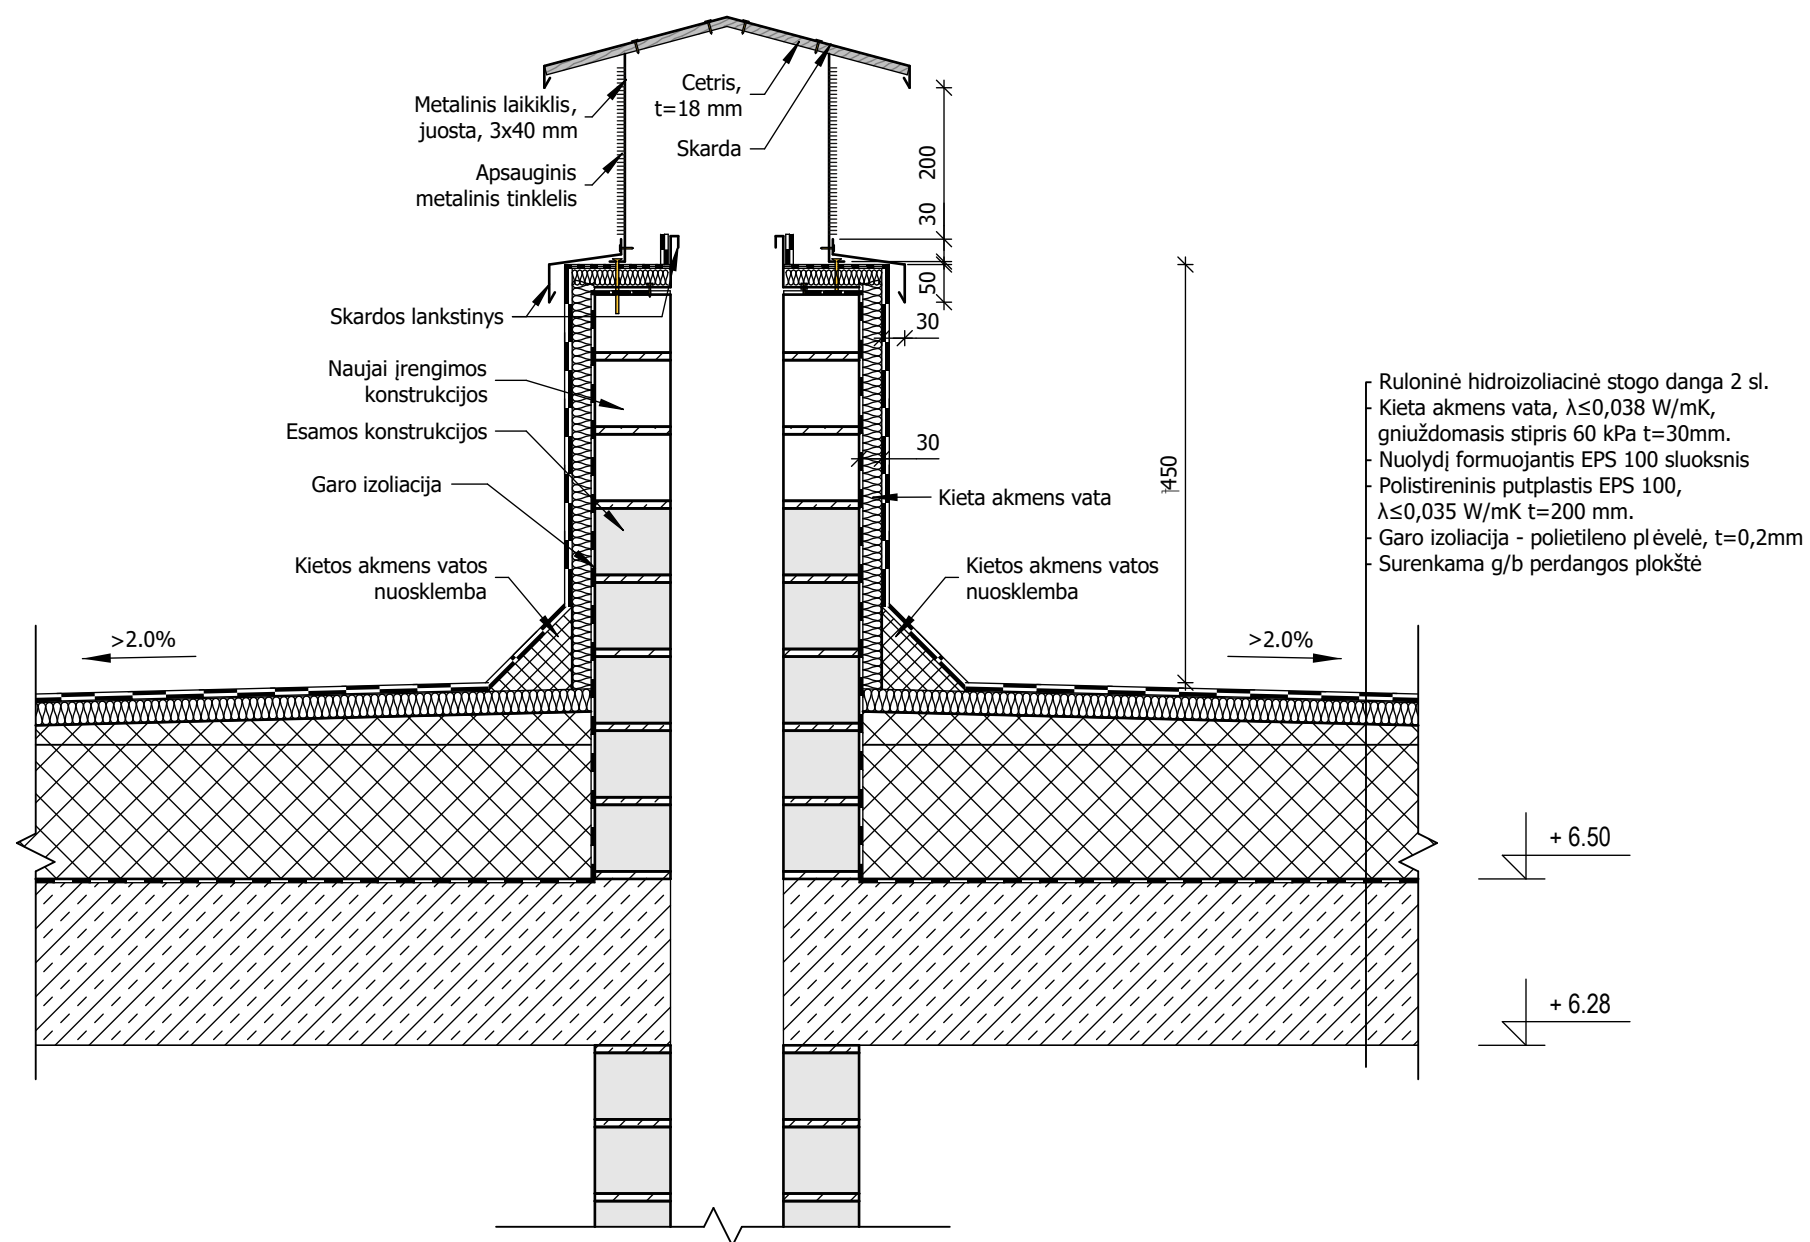 Metalinis laikiklis,
juosta, 3x40 mm
Cetris,
t=18 mm
Skarda
Apsauginis
metalinis tinklelis
200
30
50
30
Skardos lankstinys
Naujai įrengimos
konstrukcijos
Esamos konstrukcijos
30
Garo izoliacija
Kieta akmens vata
450
Kietos akmens vatos
nuosklemba
Kietos akmens vatos
nuosklemba
Ruloninė hidroizoliacinė stogo danga 2 sl.
Kieta akmens vata, λ≤0,038 W/mK,
gniuždomasis stipris 60 kPa t=30mm.
Nuolydį formuojantis EPS 100 sluoksnis
Polistireninis putplastis EPS 100,
λ≤0,035 W/mK t=200 mm.
Garo izoliacija - polietileno plėvelė, t=0,2mm
Surenkama g/b perdangos plokštė
>2.0%
>2.0%
+ 6.50
+ 6.28